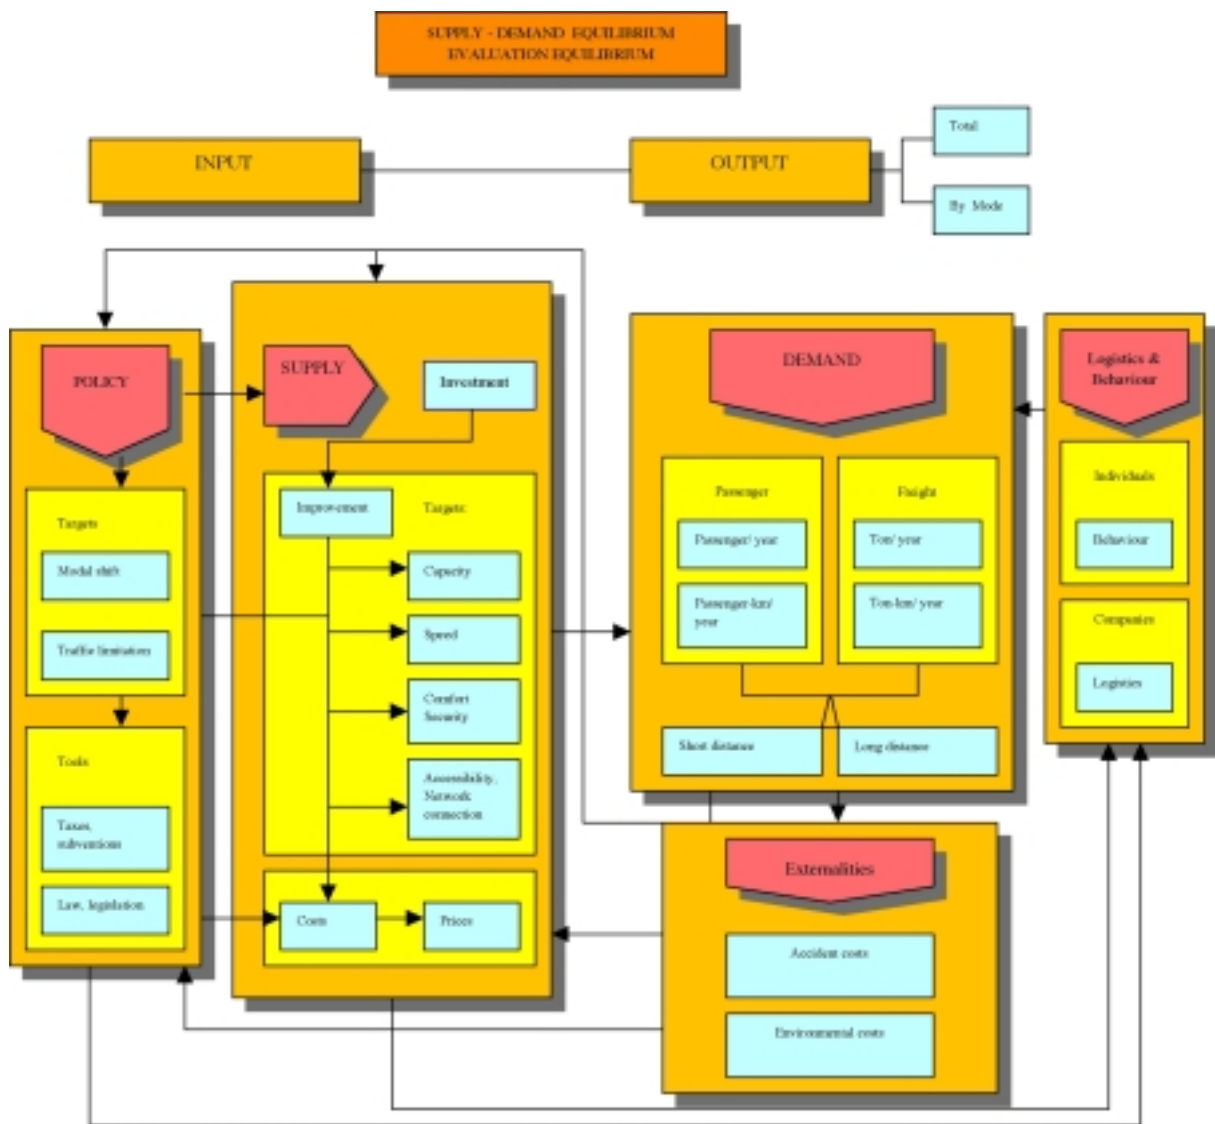 SUPPLY - DEMAND EQUILIBRIUM
EVALUATION EQUILIBRIUM
INPUT
OUTPUT
Total
By Mode
POLICY
Targets
Modal shift
Traffic limitation
Tools
Taxes,
subventions
Law, legislation
SUPPLY
Investment
Improvement
Targets
Capacity
Speed
Comfort
Security
Accessibility,
Network
connection
Costs
Prices
DEMAND
Passenger
Passenger/ year
Passenger-km/
year
Freight
Ton/ year
Ton-km/ year
Short distance
Long distance
Logistics &
Behaviour
Individuals
Behaviour
Companies
Logistics
Externalities
Accident costs
Environmental costs